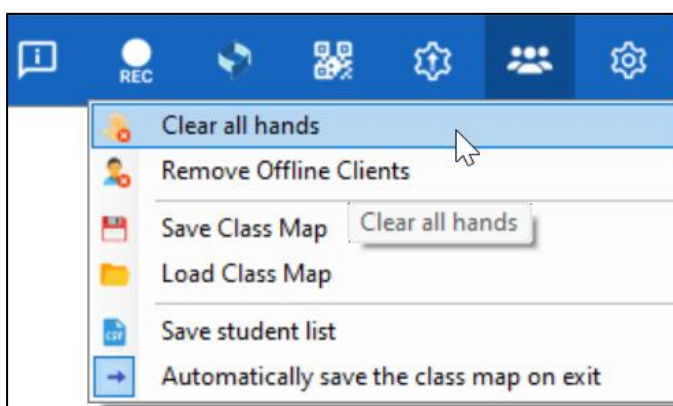 REC
Clear all hands
Remove Offline Clients
Save Class Map
Clear all hands
Load Class Map
CSV
Save student list
Automatically save the class map on exit